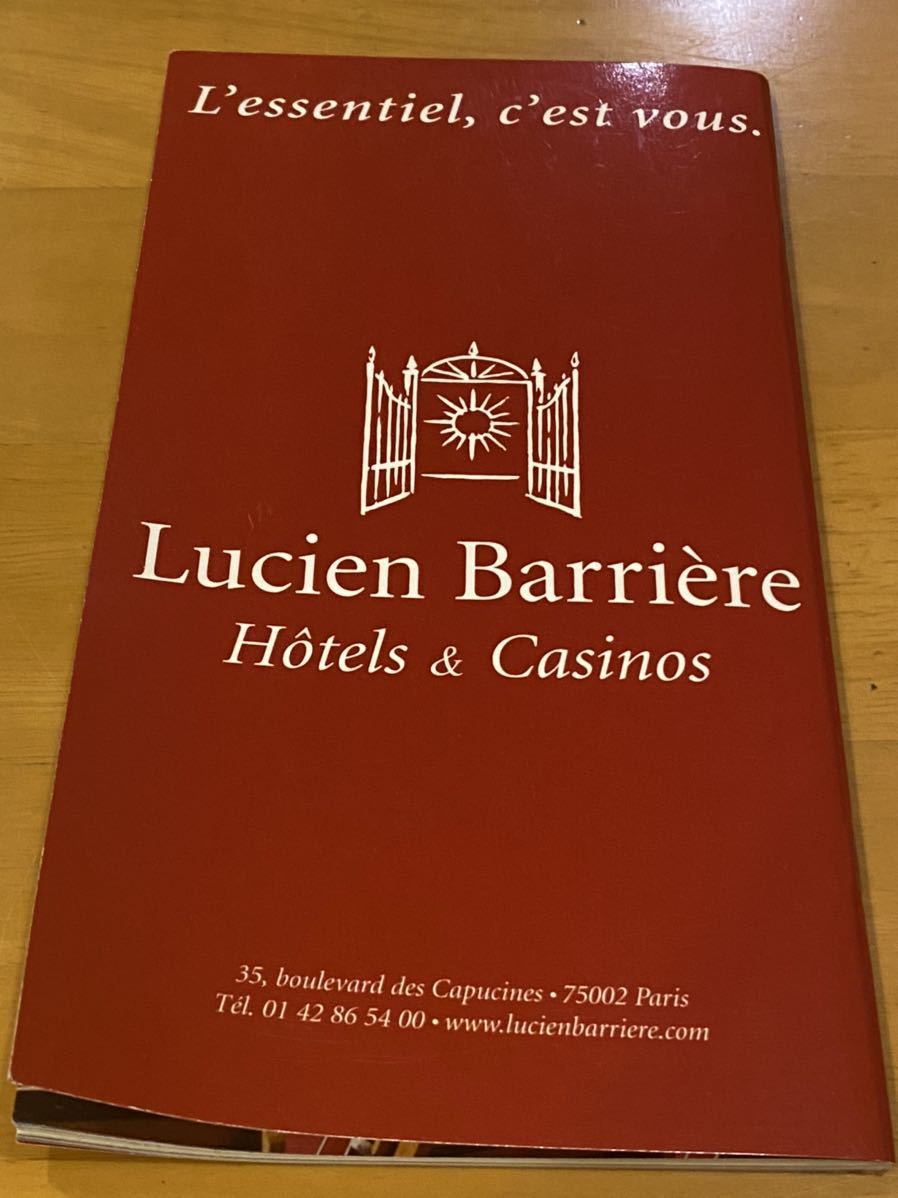 L'essentiel, c'est vous.
Lucien Barrière
Hôtels & Casinos
35, boulevard des Capucines • 75002 Paris
Tél. 01 42 86 54 00 • www.lucienbarriere.com